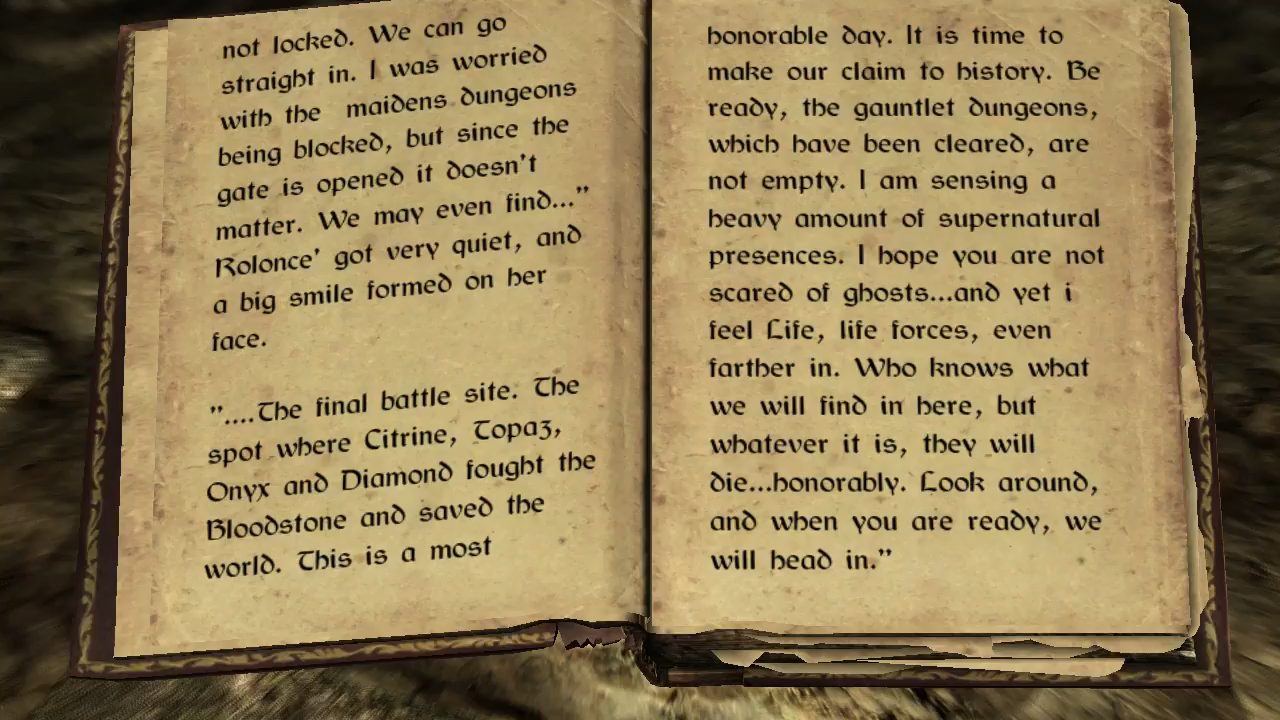 not locked. We can go
straight in. I was worried
with the maidens dungeons
being blocked, but since the
gate is opened it doesn't
matter. We may even find..."
Rolonce' got very quiet, and
a big smile formed on her
face.
"....The final battle site. The
spot where Citrine, Topaz,
Onyx and Diamond fought the
Bloodstone and saved the
world. This is a most
honorable day. It is time to
make our claim to history. Be
ready, the gauntlet dungeons,
which have been cleared, are
not empty. I am sensing a
heavy amount of supernatural
presences. I hope you are not
scared of ghosts...and yet i
feel Life, life forces, even
farther in. Who knows what
we will find in here, but
whatever it is, they will
die...honorably. Look around,
and when you are ready, we
will head in."